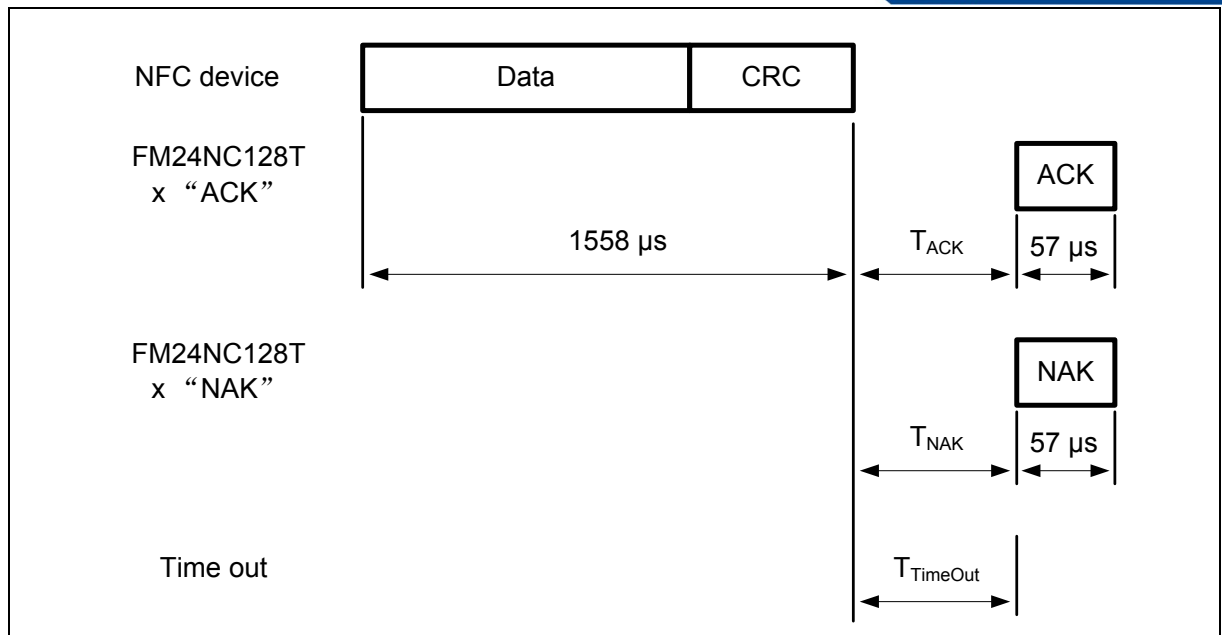 NFC device
Data
CRC
FM24NC128T
x “ACK”
ACK
1558 µs
TACK
57 µs
FM24NC128T
x “NAK”
NAK
TNAK
57 µs
Time out
TTimeOut